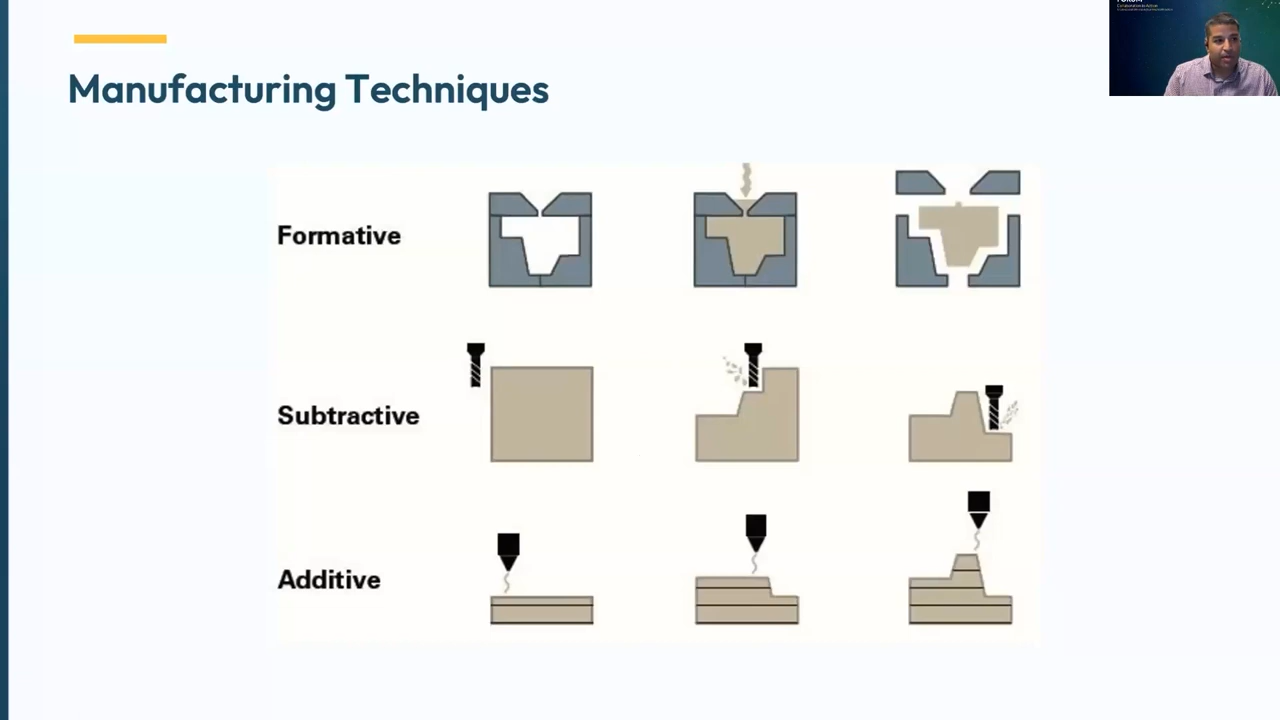 Manufacturing Techniques
Formative
Subtractive
Additive